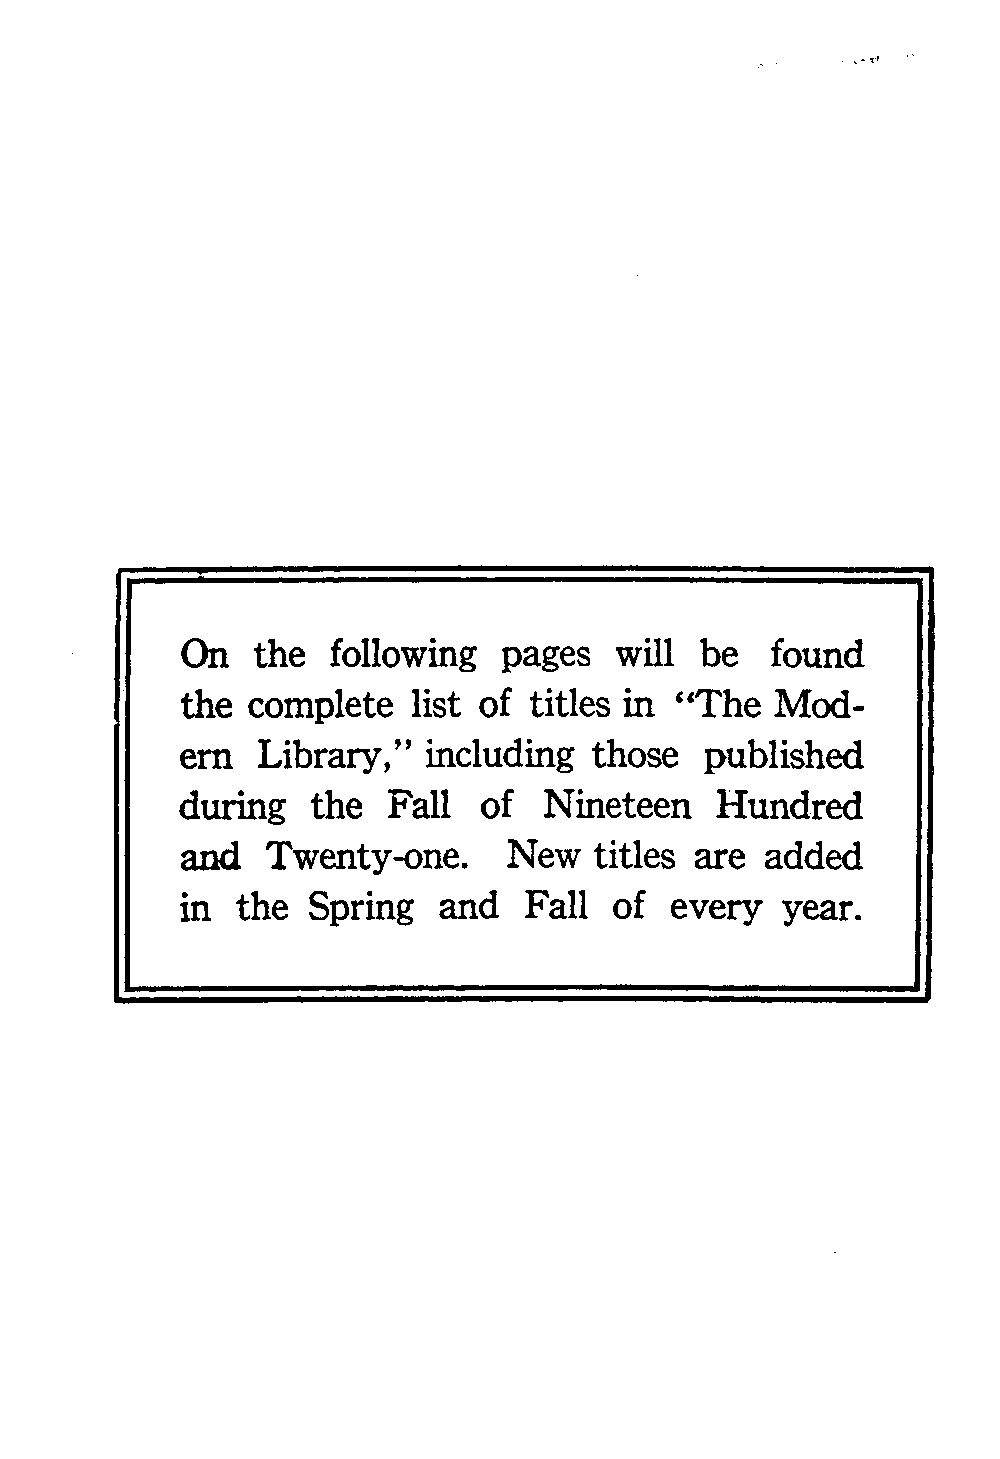 On the following pages will be found
the complete list of titles in “The Mod-
ern Library,” including those published
during the Fall of Nineteen Hundred
and Twenty-one. New titles are added
in the Spring and Fall of every year.